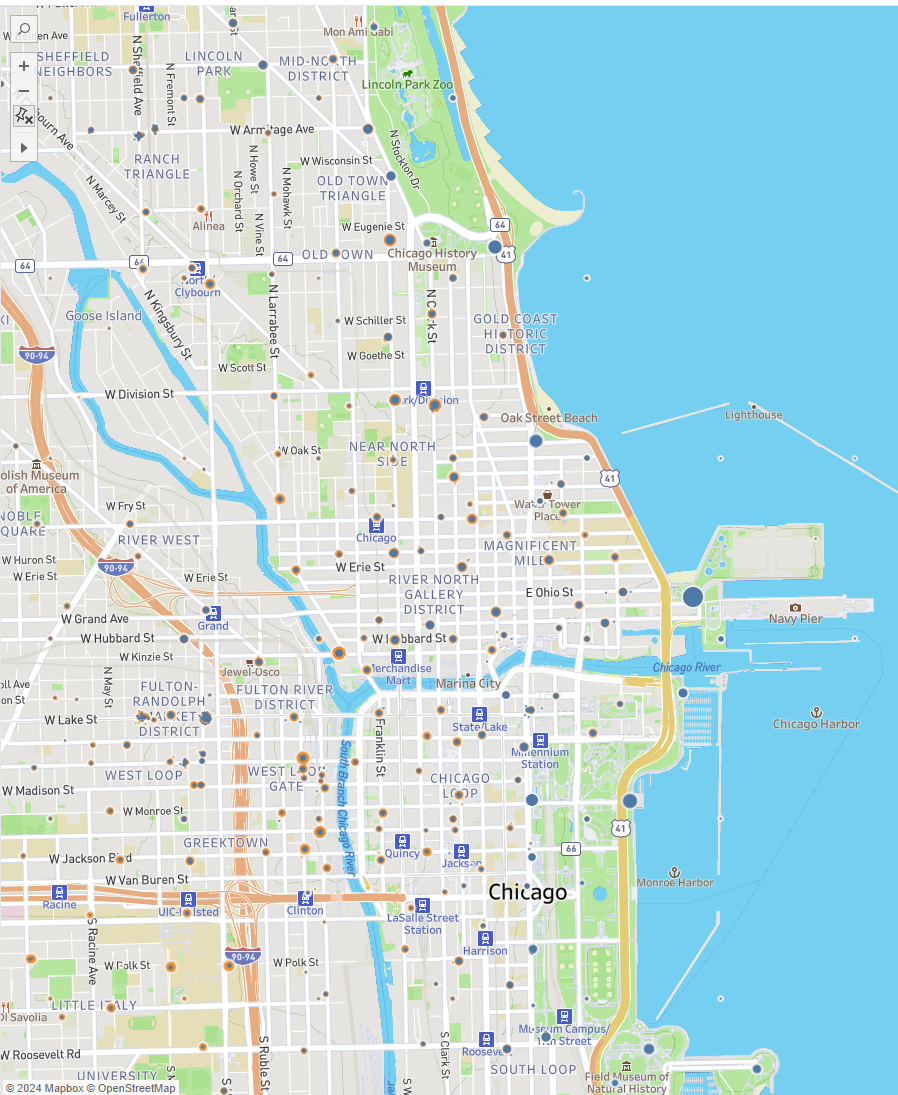 Fullerton
Mon Ami Gabi
SHEFFIELD
NEIGHBORS
N Sheffield Ave
LINCOLN
PARK
MID-NORTH
DISTRICT
N Fremont St
Lincoln Park Zoo
W Armitage Ave
N Stockton Dr
RANCH
TRIANGLE
N Howe St
W Wisconsin St
N Orchard St
N Mohawk St
OLD TOWN
TRIANGLE
N Marcey St
Alinea
N Vine St
W Eugenie St
64
41
Chicago History
Museum
OLD TOWN
64
64
64
North/
Clybourn
Goose Island
N Kingsbury St
N Larrabee St
N Clark St
W Schiller St
GOLD COAST
HISTORIC
DISTRICT
90-94
W Goethe St
W Scott St
W Division St
Clark/Division
Oak Street Beach
Lighthouse
NEAR NORTH
SIDE
W Oak St
41
Polish Museum
of America
NOBLE
SQUARE
W Fry St
Water Tower
Place
RIVER WEST
Chicago
MAGNIFICENT
MILE
W Huron St
W Erie St
90-94
W Erie St
W Erie St
RIVER NORTH
GALLERY
DISTRICT
E Ohio St
W Grand Ave
Grand
Navy Pier
W Hubbard St
W Hubbard St
W Kinzie St
Jewel-Osco
Merchandise
Mart
Chicago River
Marina City
N May St
FULTON-
RANDOLPH
MARKET
DISTRICT
FULTON RIVER
DISTRICT
W Lake St
N Franklin St
State/Lake
Chicago Harbor
South Branch Chicago River
Millennium
Station
WEST LOOP
WEST LOOP
GATE
CHICAGO
LOOP
W Madison St
W Monroe St
41
GREEKTOWN
Quincy
Jackson
66
W Jackson Blvd
W Van Buren St
Monroe Harbor
Chicago
Racine
UIC-Halsted
Clinton
LaSalle Street
Station
S Racine Ave
Harrison
90-94
W Polk St
W Polk St
LITTLE ITALY
Di Savolia
Museum Campus/
11th Street
W Roosevelt Rd
S Ruble St
S Clark St
Roosevelt
SOUTH LOOP
Field Museum of
Natural History
UNIVERSITY
© 2024 Mapbox © OpenStreetMap